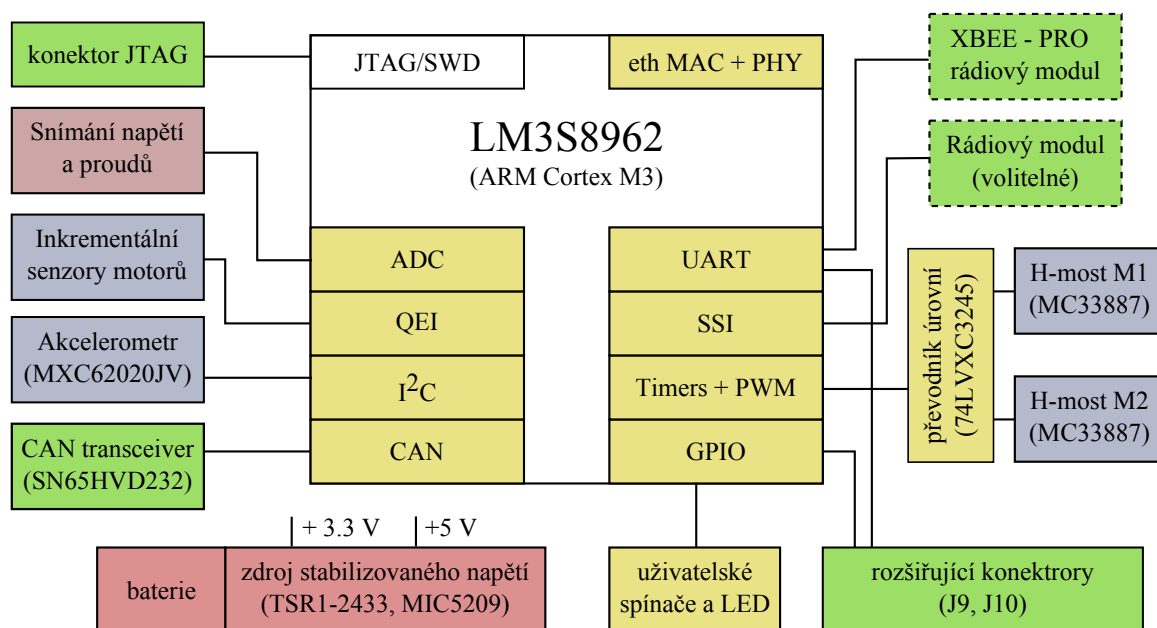 konektor JTAG
JTAG/SWD
eth MAC + PHY
XBEE - PRO
rádiový modul
LM3S8962
(ARM Cortex M3)
Snímání napětí
a proudů
Rádiový modul
(volitelné)
Inkrementální
senzory motorů
ADC
UART
QEI
SSI
Akcelerometr
(MXC62020JV)
I²C
Timers + PWM
převodník úrovní
(74LVXC3245)
H-most M1
(MC33887)
H-most M2
(MC33887)
CAN transceiver
(SN65HVD232)
CAN
GPIO
+ 3.3 V
+5 V
baterie
zdroj stabilizovaného napětí
(TSR1-2433, MIC5209)
uživatelské
spínače a LED
rozšiřující konektrory
(J9, J10)